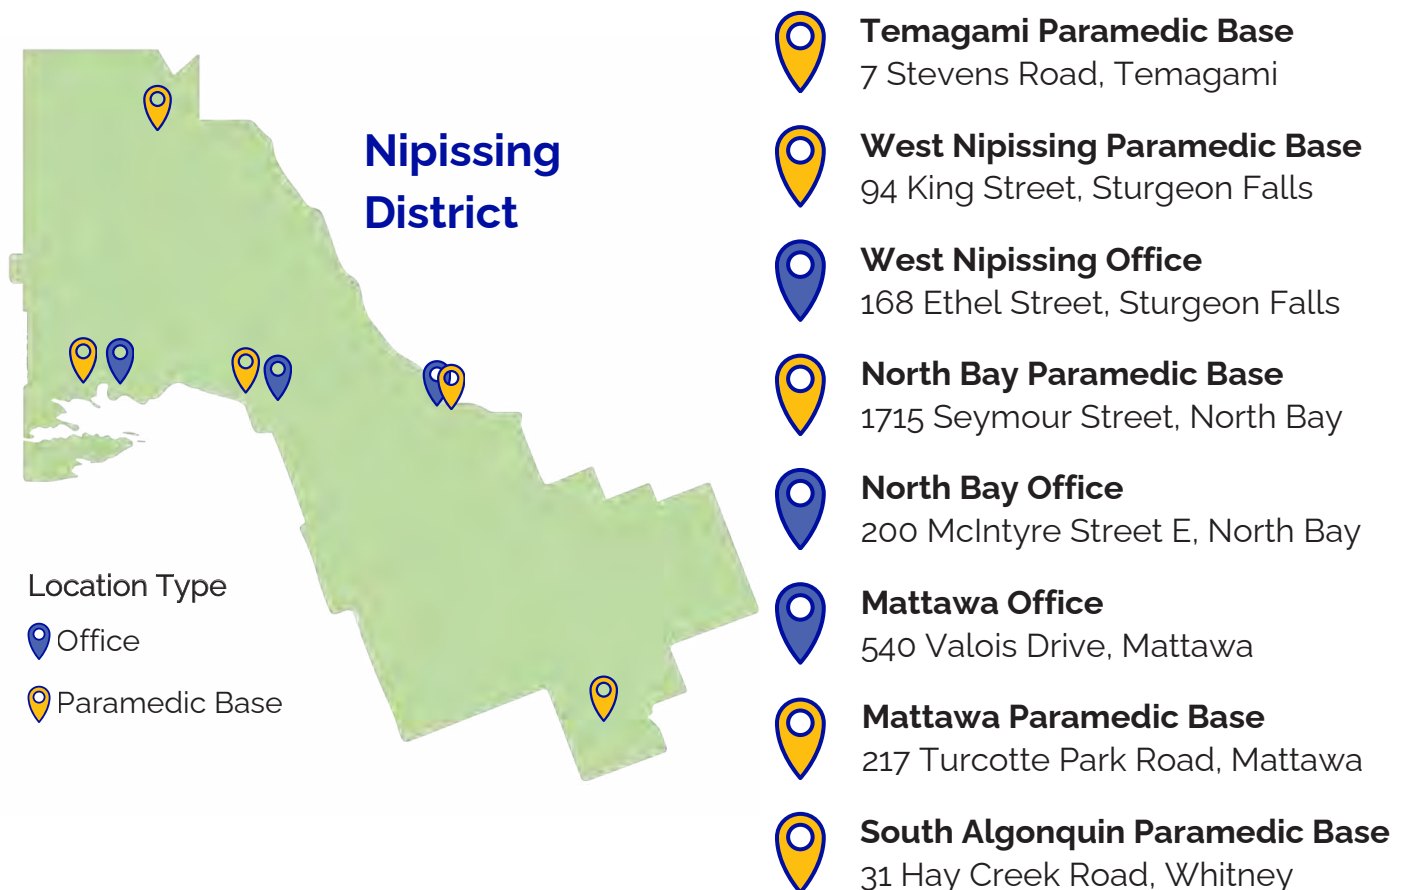 Nipissing
District
Location Type
Office
Paramedic Base
Temagami Paramedic Base
7 Stevens Road, Temagami
West Nipissing Paramedic Base
94 King Street, Sturgeon Falls
West Nipissing Office
168 Ethel Street, Sturgeon Falls
North Bay Paramedic Base
1715 Seymour Street, North Bay
North Bay Office
200 McIntyre Street E, North Bay
Mattawa Office
540 Valois Drive, Mattawa
Mattawa Paramedic Base
217 Turcotte Park Road, Mattawa
South Algonquin Paramedic Base
31 Hay Creek Road, Whitney